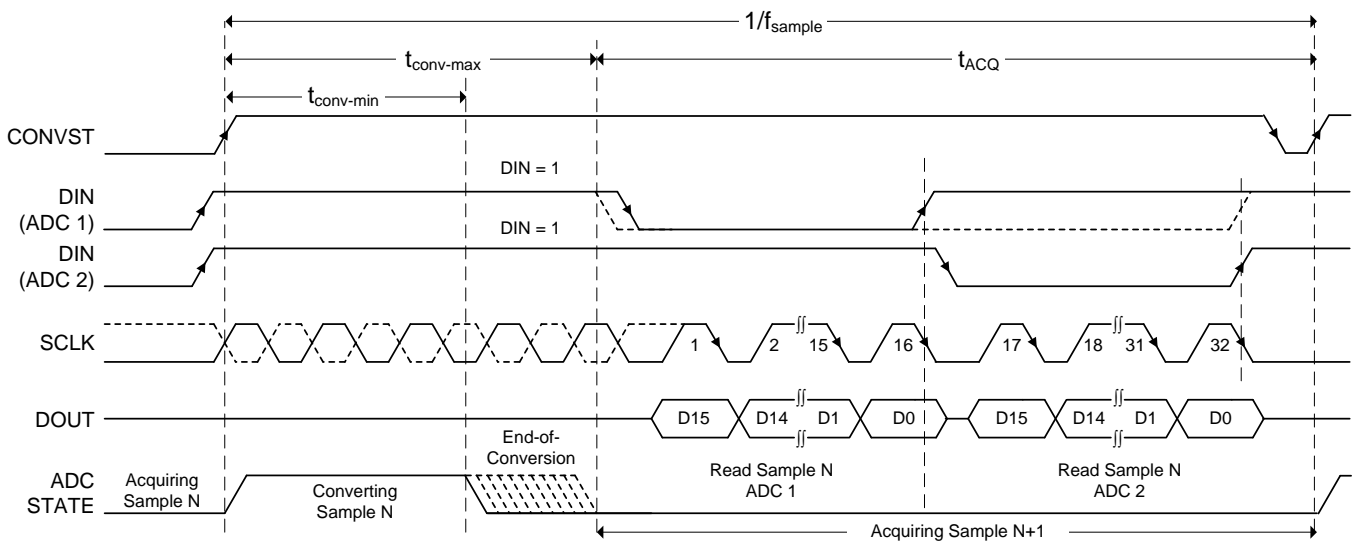 1/fsample
tconv-max
tACQ
tconv-min
CONVST
DIN = 1
DIN
(ADC 1)
DIN = 1
DIN
(ADC 2)
SCLK
1 2 15 16 17 18 31 32
DOUT
D15 D14 D1 D0 D15 D14 D1 D0
End-of-
Conversion
ADC
STATE
Acquiring
Sample N
Converting
Sample N
Read Sample N
ADC 1
Read Sample N
ADC 2
Acquiring Sample N+1